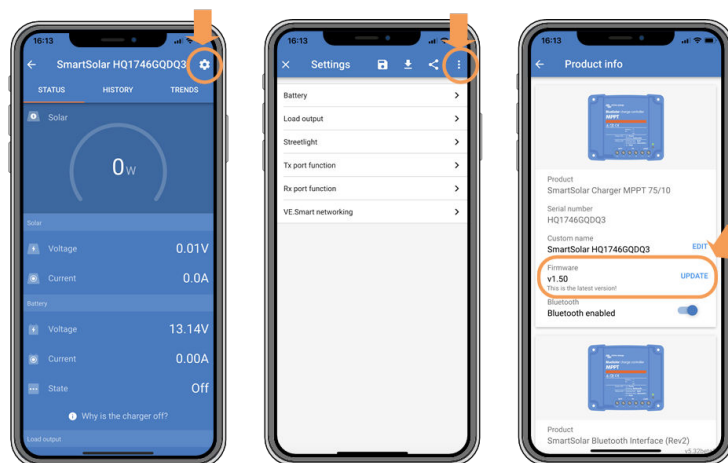 16:13
SmartSolar HQ1746GQDQ3
STATUS HISTORY TRENDS
Solar
0W
Solar
Voltage 0.01V
Current 0.0A
Battery
Voltage 13.14V
Current 0.00A
State Off
Why is the charger off?
Load output
16:13
Settings
Battery
Load output
Streetlight
Tx port function
Rx port function
VE.Smart networking
16:13
Product info
MPPT
Product
SmartSolar Charger MPPT 75/10
Serial number
HQ1746GQDQ3
Custom name
SmartSolar HQ1746GQDQ3 EDIT
Firmware
v1.50 UPDATE
This is the latest version!
Bluetooth
Bluetooth enabled
MPPT
Product
SmartSolar Bluetooth Interface (Rev2)